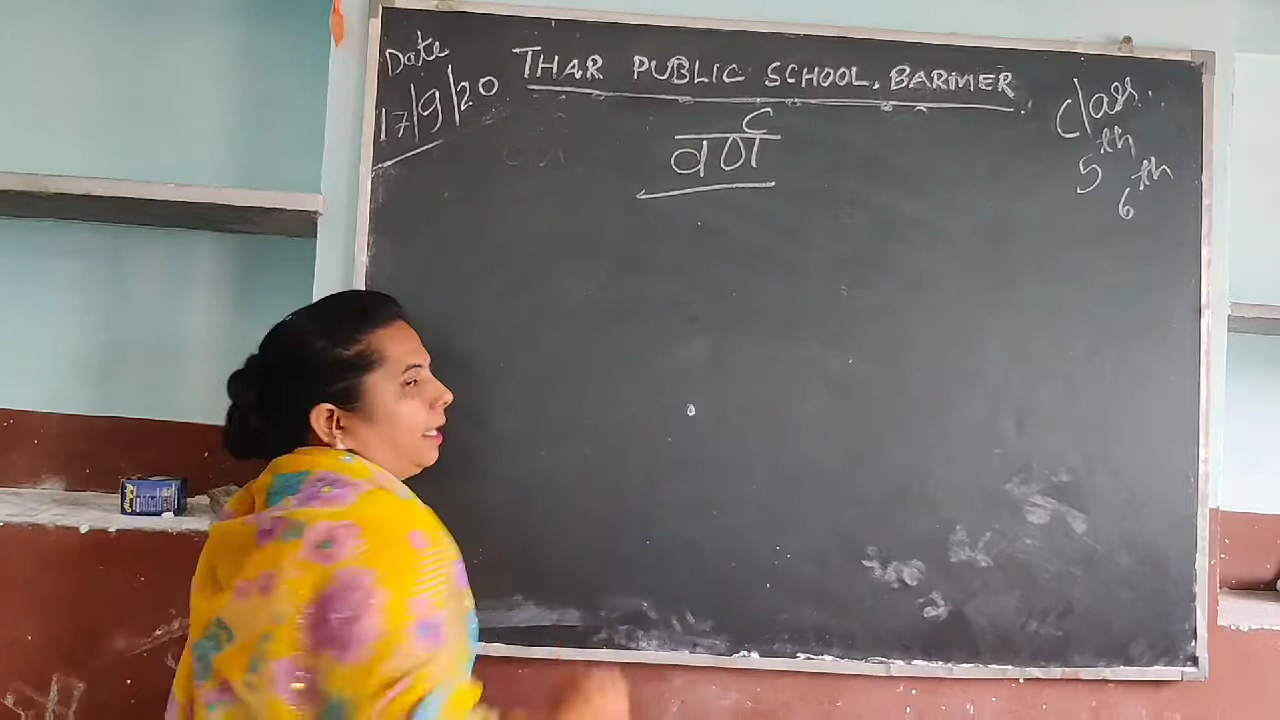 Date
17/9/20
THAR PUBLIC SCHOOL, BARMER
वर्ण
Class..
5th
6th